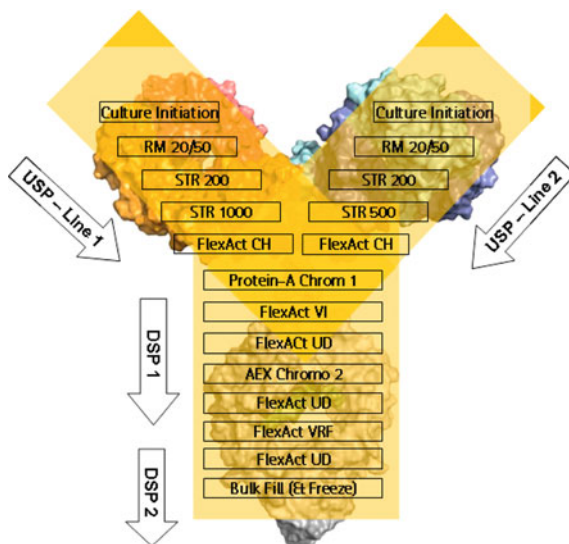 Culture Initiation
Culture Initiation
RM 20/50
RM 20/50
STR 200
STR 200
STR 1000
STR 500
FlexAct CH
FlexAct CH
USP – Line 1
USP – Line 2
Protein–A Chrom 1
FlexAct VI
FlexACt UD
AEX Chromo 2
FlexAct UD
FlexAct VRF
FlexAct UD
Bulk Fill (Et Freeze)
DSP 1
DSP 2